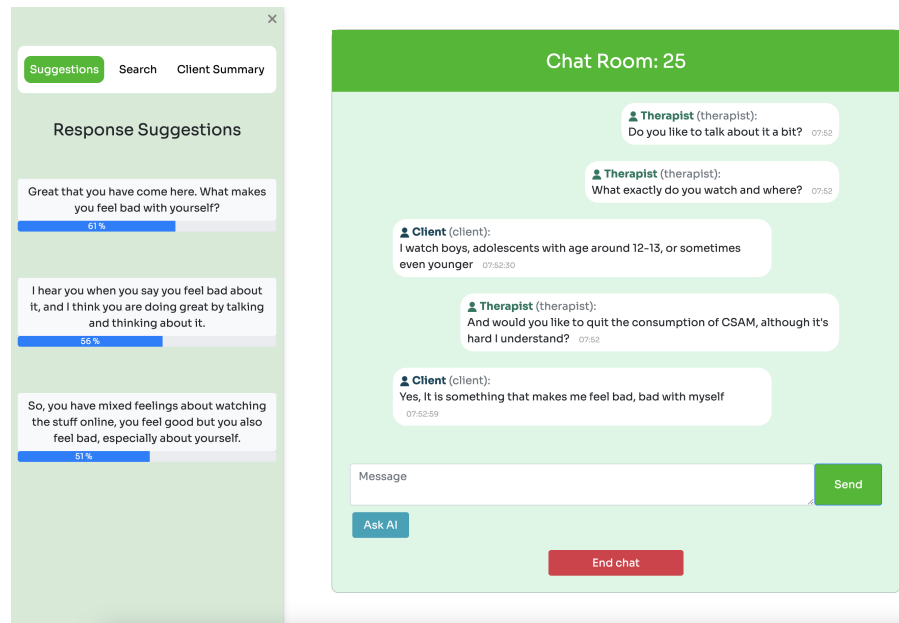 ×
Suggestions Search Client Summary
Response Suggestions
Great that you have come here. What makes
you feel bad with yourself?
61 %
I hear you when you say you feel bad about
it, and I think you are doing great by talking
and thinking about it.
56 %
So, you have mixed feelings about watching
the stuff online, you feel good but you also
feel bad, especially about yourself.
51 %
Chat Room: 25
Therapist (therapist):
Do you like to talk about it a bit? 07:52
Therapist (therapist):
What exactly do you watch and where? 07:52
Client (client):
I watch boys, adolescents with age around 12-13, or sometimes
even younger 07:52:30
Therapist (therapist):
And would you like to quit the consumption of CSAM, although it's
hard I understand? 07:52
Client (client):
Yes, It is something that makes me feel bad, bad with myself
07:52:59
Message
Send
Ask AI
End chat